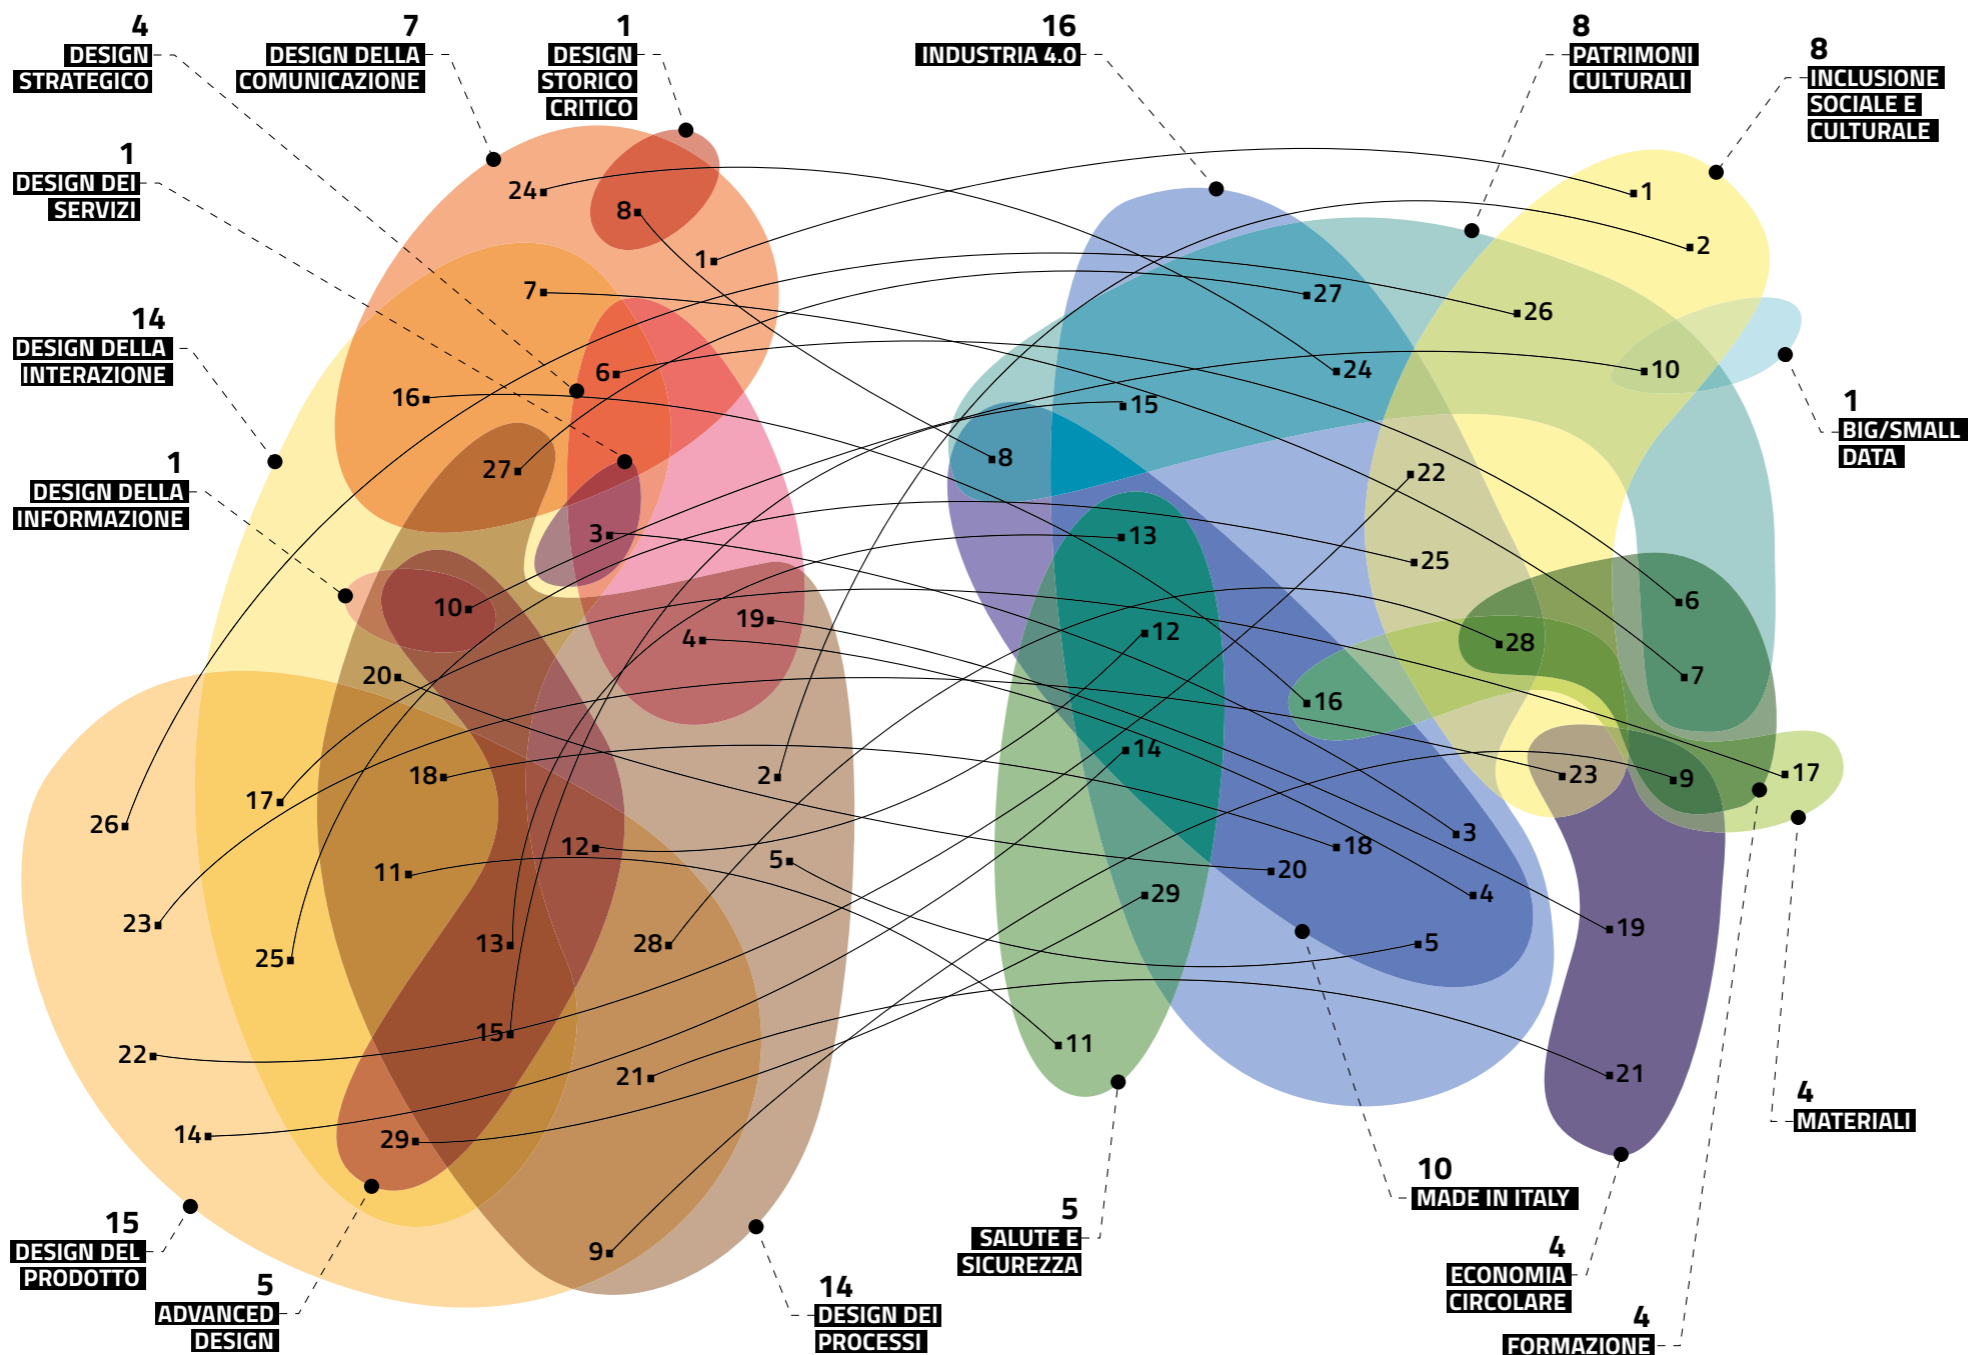 4
DESIGN
STRATEGICO
7
DESIGN DELLA
COMUNICAZIONE
1
DESIGN
STORICO
CRITICO
16
INDUSTRIA 4.0
8
PATRIMONI
CULTURALI
8
INCLUSIONE
SOCIALE E
CULTURALE
1
DESIGN DEI
SERVIZI
14
DESIGN DELLA
INTERAZIONE
1
DESIGN DELLA
INFORMAZIONE
1
BIG/SMALL
DATA
24
8
1
7
6
16
27
3
10
19
4
20
18
2
17
26
12
5
11
23
13
28
25
15
22
21
14
29
9
1
2
27
26
24
10
15
8
22
13
25
6
12
28
7
16
14
23
9
17
3
18
20
4
29
19
5
11
21
4
MATERIALI
10
MADE IN ITALY
5
SALUTE E
SICUREZZA
4
ECONOMIA
CIRCOLARE
4
FORMAZIONE
15
DESIGN DEL
PRODOTTO
5
ADVANCED
DESIGN
14
DESIGN DEI
PROCESSI